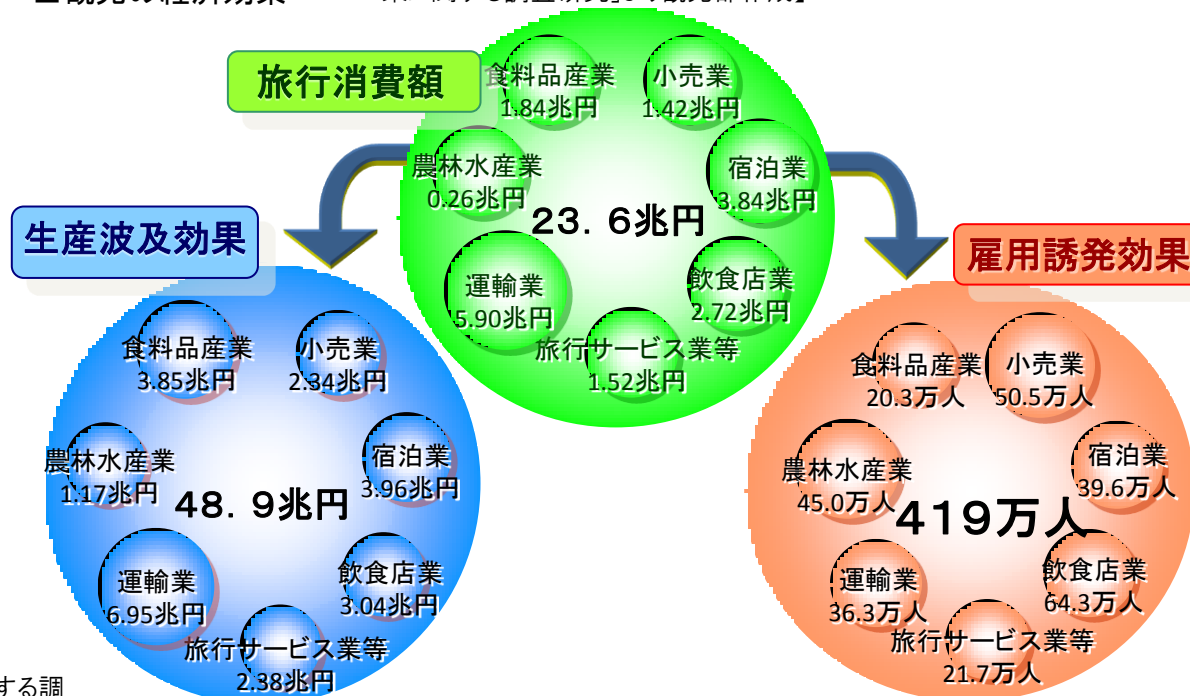 旅行消費額
食料品産業
1.84兆円
小売業
1.42兆円
農林水産業
0.26兆円
宿泊業
3.84兆円
23. 6兆円
運輸業
5.90兆円
飲食店業
2.72兆円
旅行サービス業等
1.52兆円
生産波及効果
食料品産業
3.85兆円
小売業
2.34兆円
農林水産業
1.17兆円
宿泊業
3.96兆円
48. 9兆円
運輸業
6.95兆円
飲食店業
3.04兆円
旅行サービス業等
2.38兆円
雇用誘発効果
食料品産業
20.3万人
小売業
50.5万人
農林水産業
45.0万人
宿泊業
39.6万人
419万人
運輸業
36.3万人
飲食店業
64.3万人
旅行サービス業等
21.7万人
する調